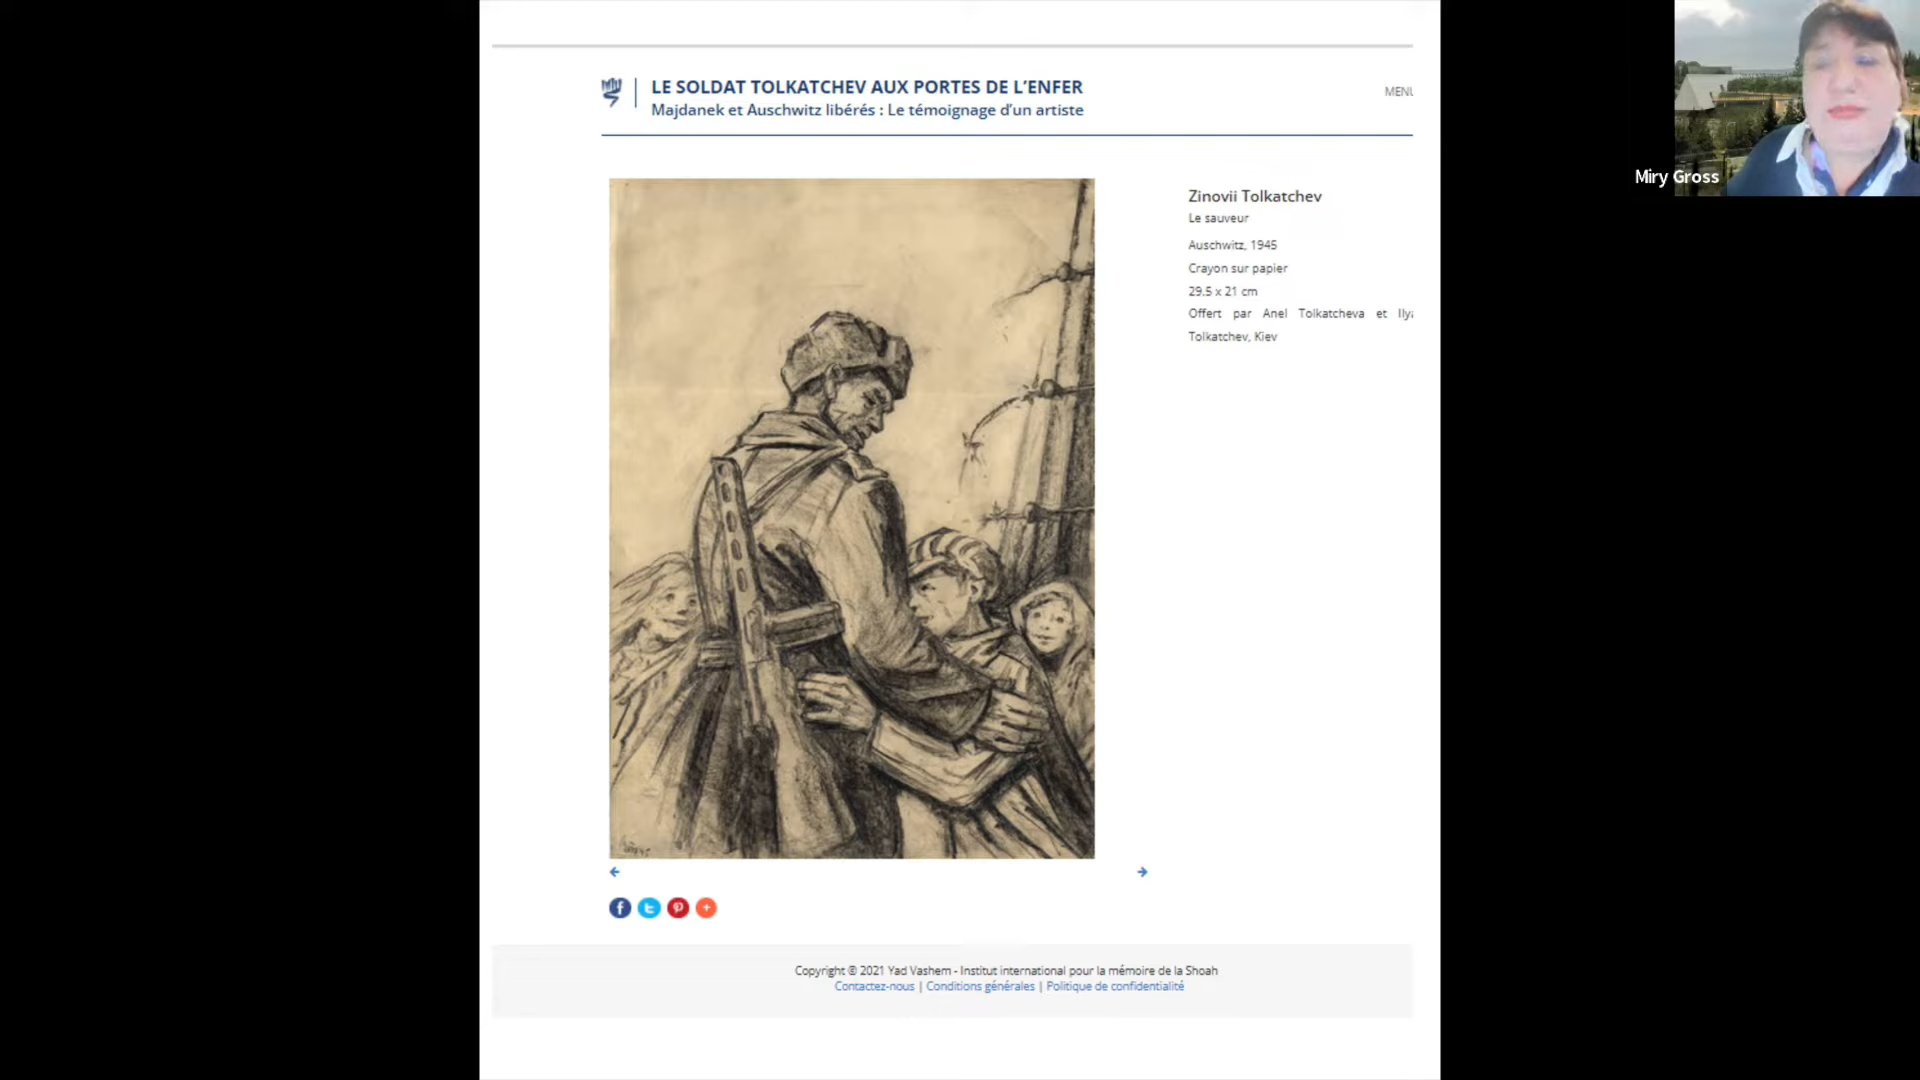 LE SOLDAT TOLKATCHEV AUX PORTES DE L'ENFER
Majdanek et Auschwitz libérés : Le témoignage d'un artiste
MENU
Zinovii Tolkatchev
Le sauveur
Auschwitz, 1945
Crayon sur papier
29.5 x 21 cm
Offert par Anel Tolkatcheva et Ilya
Tolkatchev, Kiev
Miry Gross
Copyright © 2021 Yad Vashem - Institut international pour la mémoire de la Shoah
Contactez-nous | Conditions générales | Politique de confidentialité